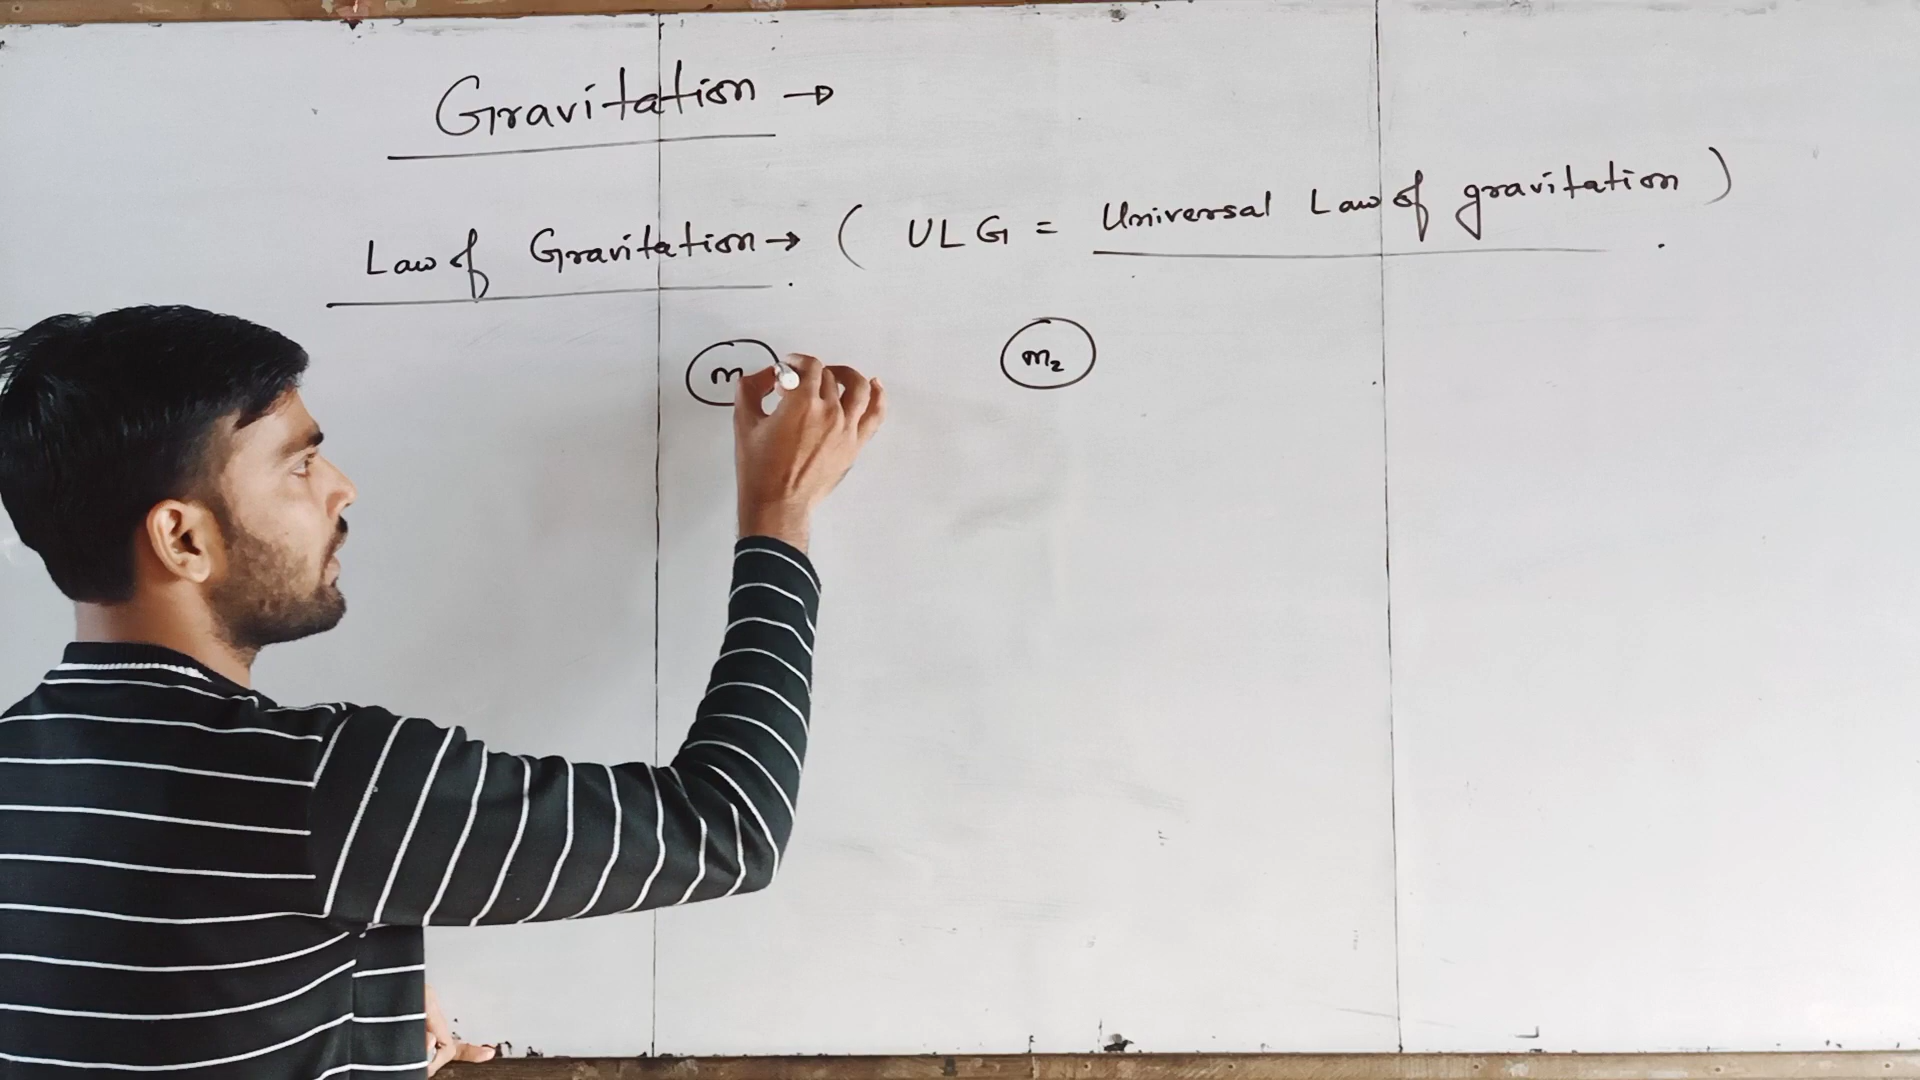 Gravitation →
Law of Gravitation → ( ULG = Universal Law of gravitation ) .
m m₂